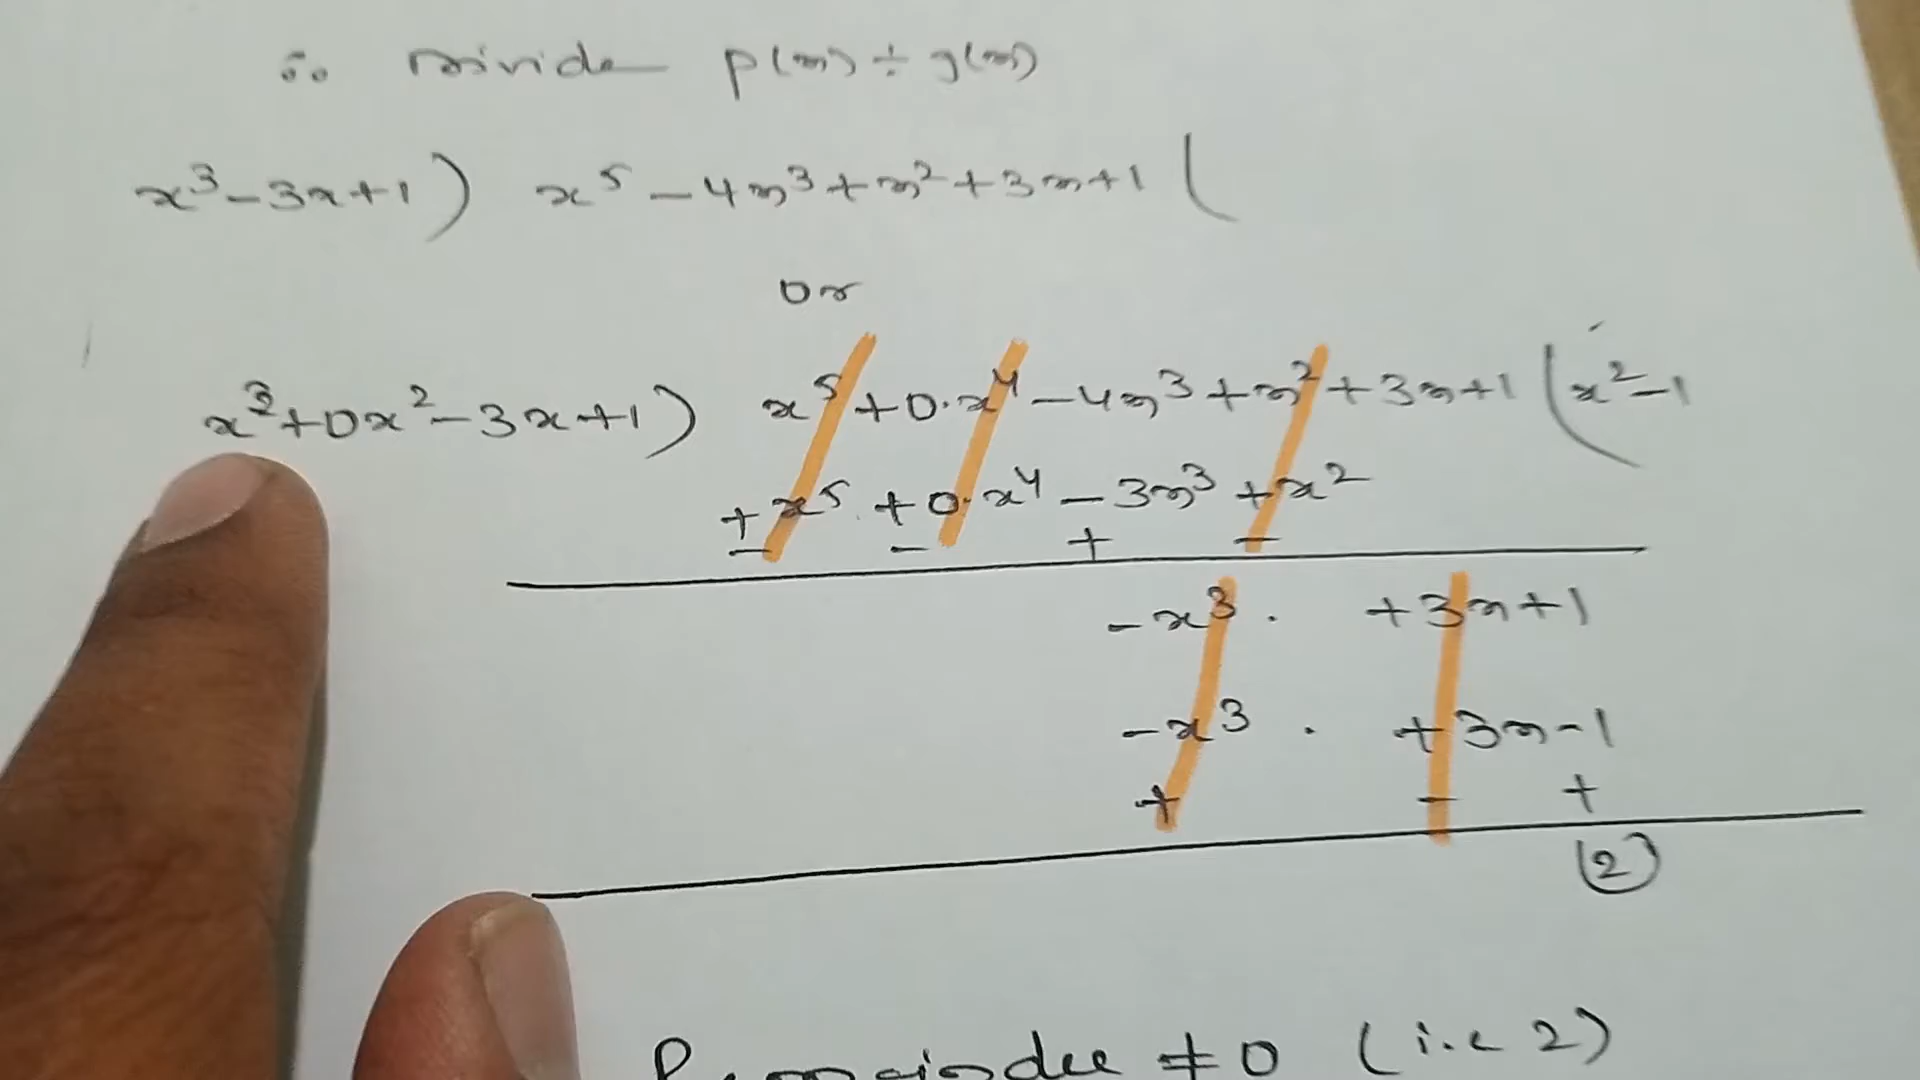 ∴ Divide p(x) ÷ g(x)
x³-3x+1) x⁵-4x³+x²+3x+1(
or
x³+0x²-3x+1) x⁵+0·x⁴-4x³+x²+3x+1(x²-1
+x⁵+0·x⁴-3x³+x²
- - + -
-x³. +3x+1
-x³. +3x-1
+ - +
2
Remainder ≠0 (i.e 2)